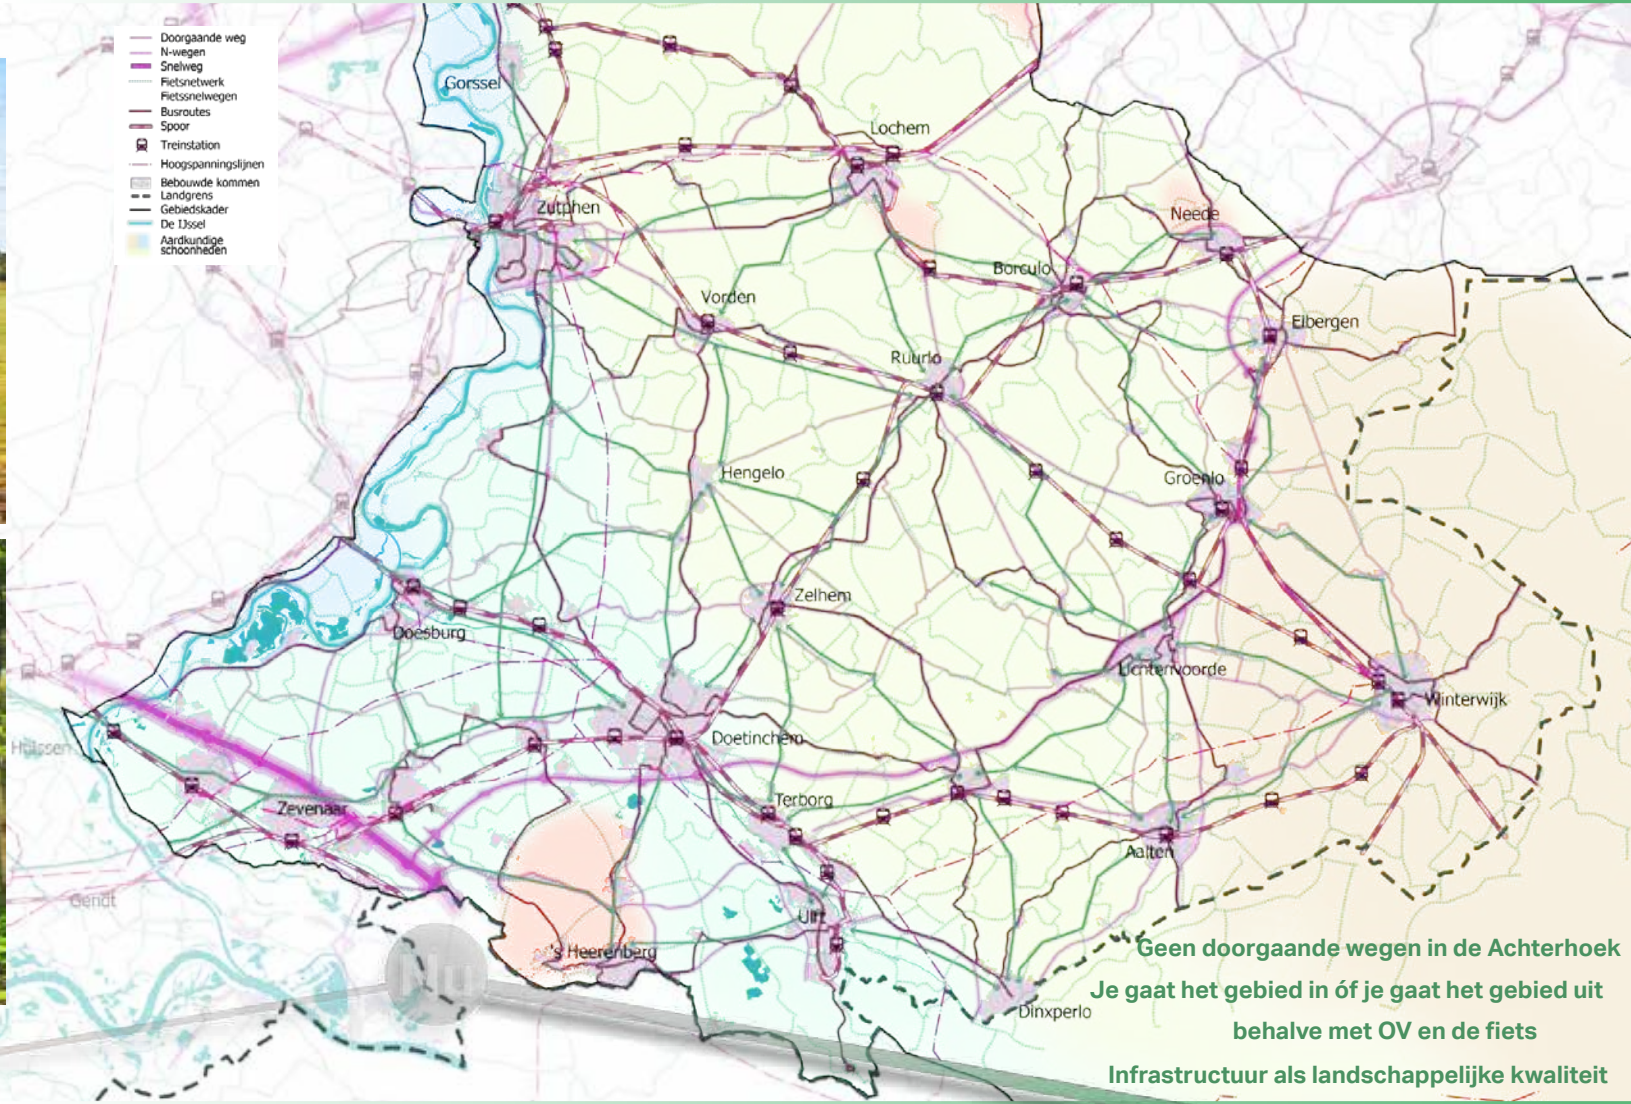 Doorgaande weg
N-wegen
Snelweg
Fietsnetwerk
Fietssnelwegen
Busroutes
Spoor
Treinstation
Hoogspanningslijnen
Bebouwde kommen
Landgrens
Gebiedskader
De IJssel
Aardkundige
schoonheden
Gorssel
Lochem
Zutphen
Neede
Borculo
Vorden
Eibergen
Ruurlo
Hengelo
Groenlo
Zelhem
Doesburg
Lichtenvoorde
Winterwijk
Huissen
Doetinchem
Zevenaar
Terborg
Aalten
Gendt
Ulft
's Heerenberg
Nu
Dinxperlo
Geen doorgaande wegen in de Achterhoek
Je gaat het gebied in óf je gaat het gebied uit
behalve met OV en de fiets
Infrastructuur als landschappelijke kwaliteit